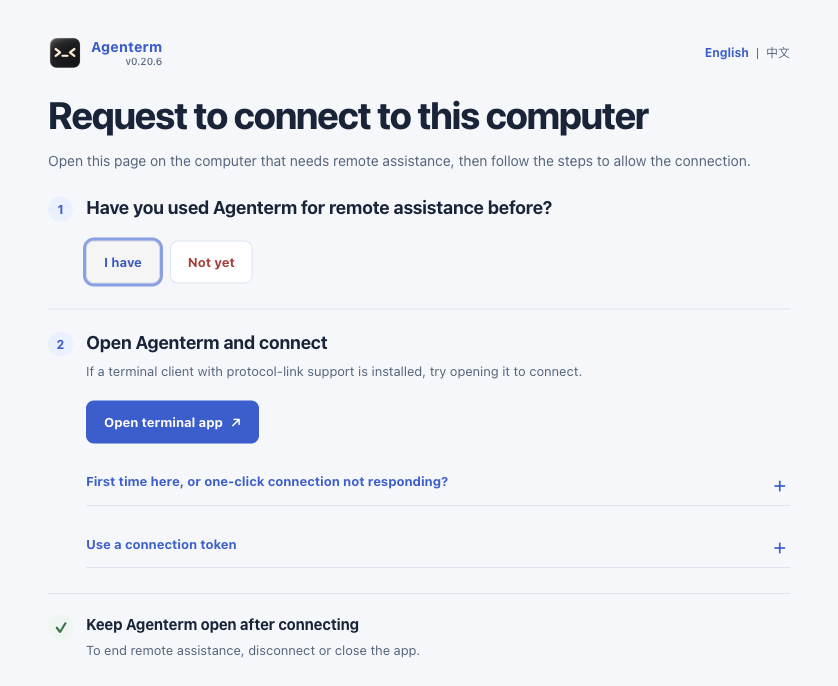 Agenterm
v0.20.6
English | 中文
Request to connect to this computer
Open this page on the computer that needs remote assistance, then follow the steps to allow the connection.
1 Have you used Agenterm for remote assistance before?
I have Not yet
2 Open Agenterm and connect
If a terminal client with protocol-link support is installed, try opening it to connect.
Open terminal app ↗
First time here, or one-click connection not responding? +
Use a connection token +
Keep Agenterm open after connecting
To end remote assistance, disconnect or close the app.